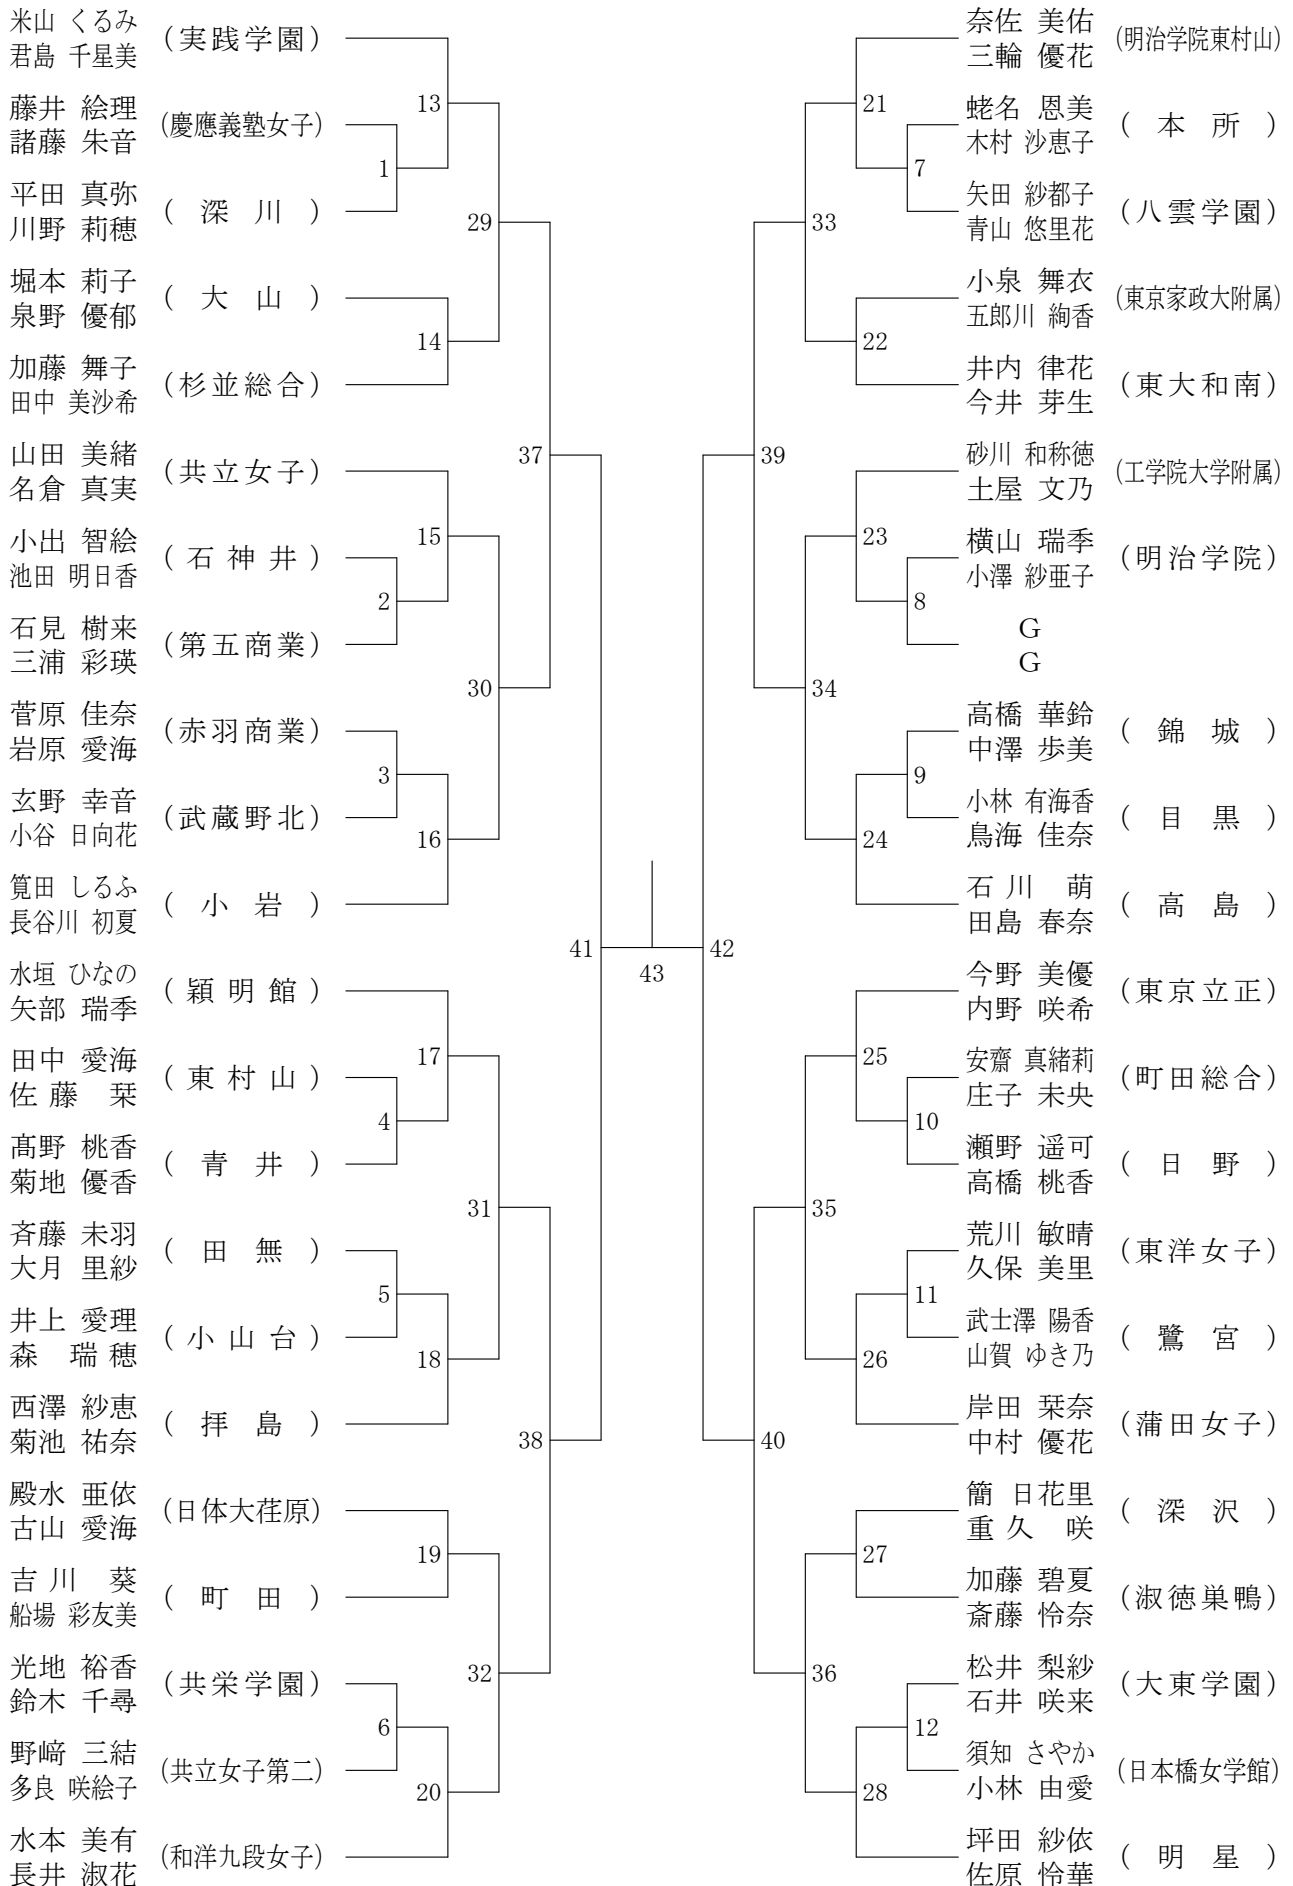 米山 くるみ (実践学園)
君島 千星美
13
藤井 絵理 (慶應義塾女子)
諸藤 朱音
1
平田 真弥 (深川)
川野 莉穂
29
堀本 莉子 (大山)
泉野 優郁
14
加藤 舞子 (杉並総合)
田中 美沙希
37
山田 美緒 (共立女子)
名倉 真実
15
小出 智絵 (石神井)
池田 明日香
2
石見 樹来 (第五商業)
三浦 彩瑛
30
菅原 佳奈 (赤羽商業)
岩原 愛海
3
玄野 幸音 (武蔵野北)
小谷 日向花
16
筧田 しるふ (小岩)
長谷川 初夏
41
水垣 ひなの (穎明館)
矢部 瑞季
17
田中 愛海 (東村山)
佐藤 栞
4
髙野 桃香 (青井)
菊地 優香
31
斉藤 未羽 (田無)
大月 里紗
5
井上 愛理 (小山台)
森 瑞穂
18
西澤 紗恵 (拝島)
菊池 祐奈
38
殿水 亜依 (日体大荏原)
古山 愛海
19
吉川 葵 (町田)
船場 彩友美
32
光地 裕香 (共栄学園)
鈴木 千尋
6
野﨑 三結 (共立女子第二)
多良 咲絵子
20
水本 美有 (和洋九段女子)
長井 淑花
43
奈佐 美佑 (明治学院東村山)
三輪 優花
21
蛯名 恩美 (本所)
木村 沙恵子
7
矢田 紗都子 (八雲学園)
青山 悠里花
33
小泉 舞衣 (東京家政大附属)
五郎川 絢香
22
井内 律花 (東大和南)
今井 芽生
39
砂川 和称徳 (工学院大学附属)
土屋 文乃
23
横山 瑞季 (明治学院)
小澤 紗亜子
8
G
G
34
高橋 華鈴 (錦城)
中澤 歩美
9
小林 有海香 (目黒)
鳥海 佳奈
24
石川 萌 (高島)
田島 春奈
42
今野 美優 (東京立正)
内野 咲希
25
安齋 真緒莉 (町田総合)
庄子 未央
10
瀬野 遥可 (日野)
高橋 桃香
35
荒川 敏晴 (東洋女子)
久保 美里
11
武士澤 陽香 (鷺宮)
山賀 ゆき乃
26
岸田 栞奈 (蒲田女子)
中村 優花
40
簡 日花里 (深沢)
重久 咲
27
加藤 碧夏 (淑徳巣鴨)
斎藤 怜奈
36
松井 梨紗 (大東学園)
石井 咲来
12
須知 さやか (日本橋女学館)
小林 由愛
28
坪田 紗依 (明星)
佐原 怜華